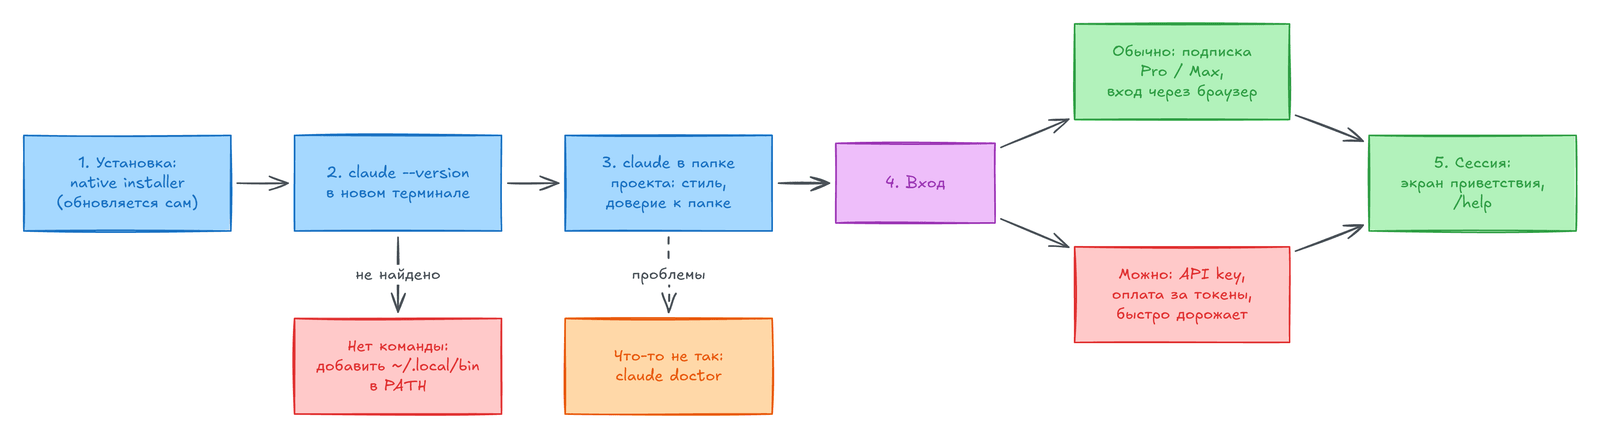 1. Установка:
native installer
(обновляется сам)
2. claude --version
в новом терминале
не найдено
Нет команды:
добавить ~/.local/bin
в PATH
3. claude в папке
проекта: стиль,
доверие к папке
проблемы
Что-то не так:
claude doctor
4. Вход
Обычно: подписка
Pro / Max,
вход через браузер
Можно: API key,
оплата за токены,
быстро дорожает
5. Сессия:
экран приветствия,
/help